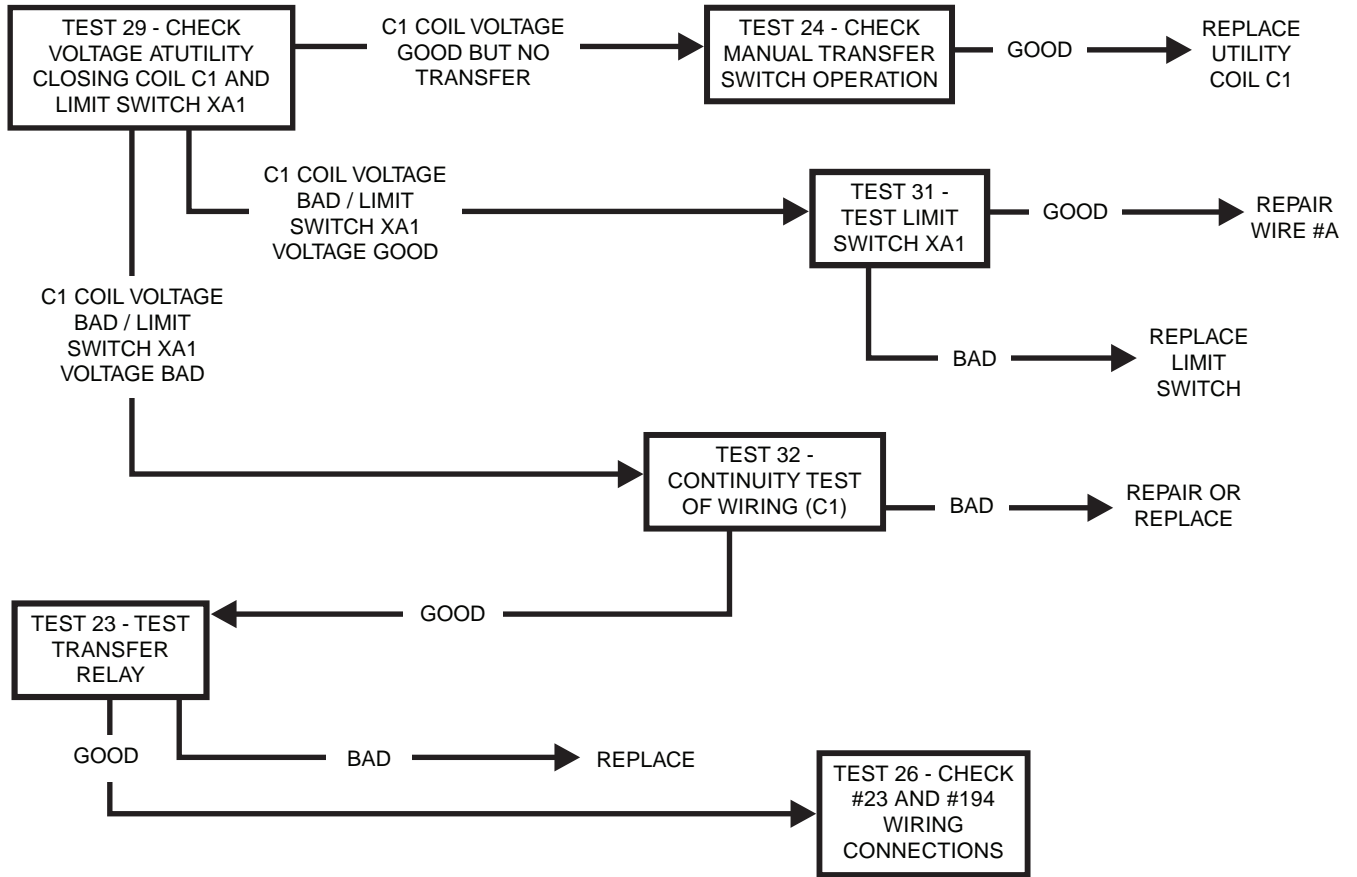 TEST 29 - CHECK
VOLTAGE ATUTILITY
CLOSING COIL C1 AND
LIMIT SWITCH XA1
C1 COIL VOLTAGE
GOOD BUT NO
TRANSFER
TEST 24 - CHECK
MANUAL TRANSFER
SWITCH OPERATION
GOOD
REPLACE
UTILITY
COIL C1
C1 COIL VOLTAGE
BAD / LIMIT
SWITCH XA1
VOLTAGE GOOD
TEST 31 -
TEST LIMIT
SWITCH XA1
GOOD
REPAIR
WIRE #A
BAD
REPLACE
LIMIT
SWITCH
C1 COIL VOLTAGE
BAD / LIMIT
SWITCH XA1
VOLTAGE BAD
TEST 32 -
CONTINUITY TEST
OF WIRING (C1)
BAD
REPAIR OR
REPLACE
GOOD
TEST 23 - TEST
TRANSFER
RELAY
GOOD
BAD
REPLACE
TEST 26 - CHECK
#23 AND #194
WIRING
CONNECTIONS